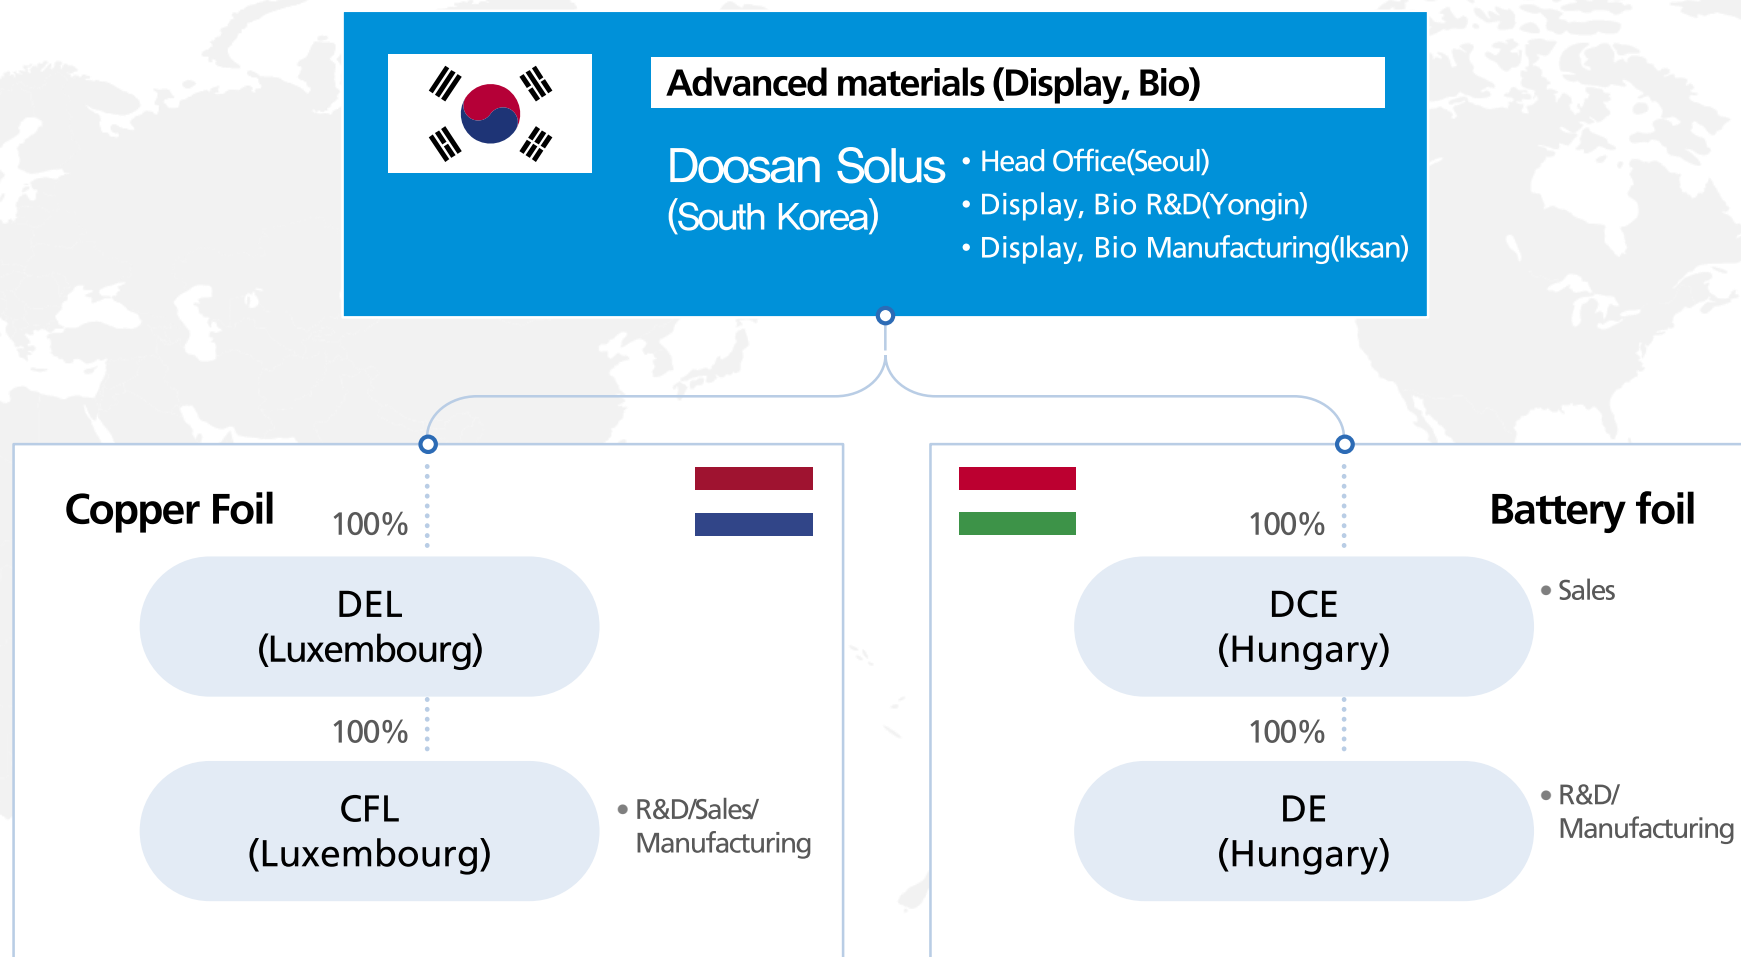 Advanced materials (Display, Bio)
Doosan Solus
(South Korea)
• Head Office(Seoul)
• Display, Bio R&D(Yongin)
• Display, Bio Manufacturing(Iksan)
Copper Foil
100%
DEL
(Luxembourg)
100%
CFL
(Luxembourg)
• R&D/Sales/
Manufacturing
Battery foil
100%
DCE
(Hungary)
• Sales
100%
DE
(Hungary)
• R&D/
Manufacturing